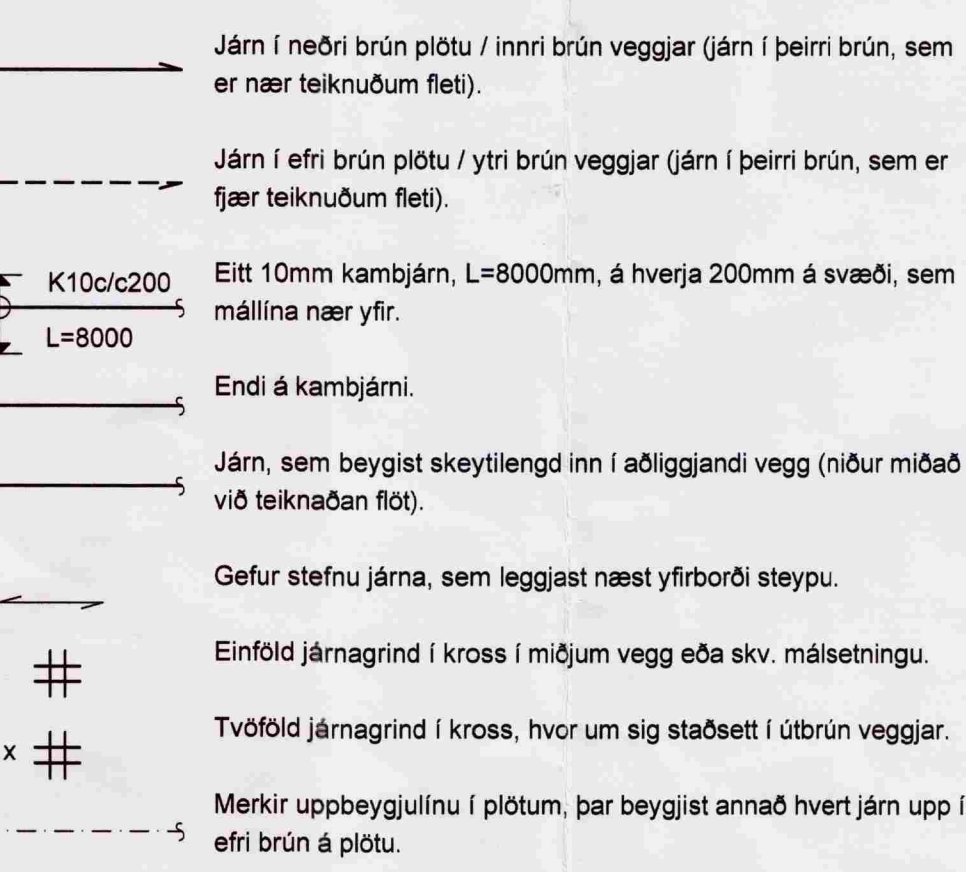 Járn í neðri brún plötu / innri brún veggjar (járn í þeirri brún, sem
er nær teiknuðum fleti).
Járn í efri brún plötu / ytri brún veggjar (járn í þeirri brún, sem er
fjær teiknuðum fleti).
K10c/c200
L=8000
Eitt 10mm kambjárn, L=8000mm, á hverja 200mm á svæði, sem
mállína nær yfir.
Endi á kambjárni.
Járn, sem beygist skeytilengd inn í aðliggjandi vegg (niður miðað
við teiknaðan flöt).
Gefur stefnu járna, sem leggjast næst yfirborði steypu.
Einföld járnagrind í kross í miðjum vegg eða skv. málsetningu.
x
Tvöföld járnagrind í kross, hvor um sig staðsett í útbrún veggjar.
Merkir uppbeygjulínu í plötum, þar beygjist annað hvert járn upp í
efri brún á plötu.